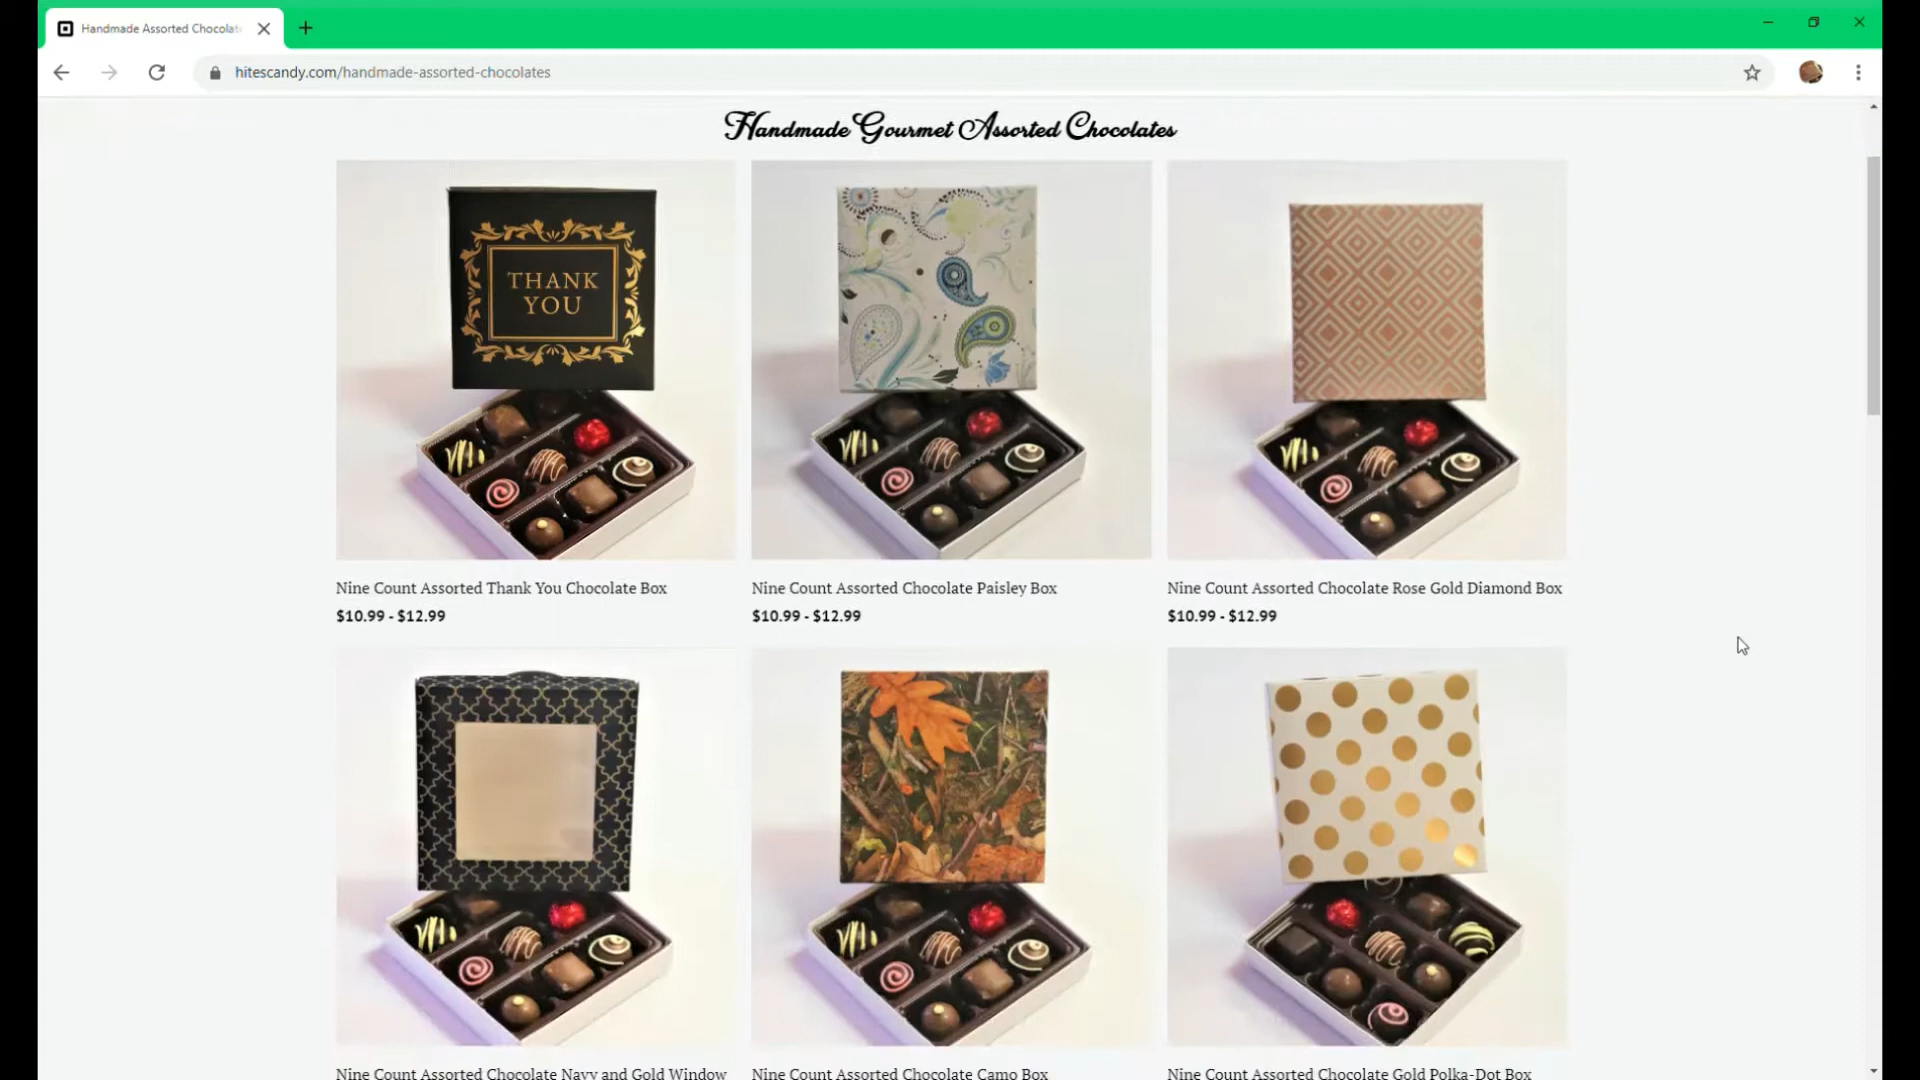 Handmade Assorted Chocolat
hitescandy.com/handmade-assorted-chocolates
Handmade Gourmet Assorted Chocolates
THANK
YOU
Nine Count Assorted Thank You Chocolate Box
$10.99 - $12.99
Nine Count Assorted Chocolate Paisley Box
$10.99 - $12.99
Nine Count Assorted Chocolate Rose Gold Diamond Box
$10.99 - $12.99
Nine Count Assorted Chocolate Navy and Gold Window
Nine Count Assorted Chocolate Camo Box
Nine Count Assorted Chocolate Gold Polka-Dot Box